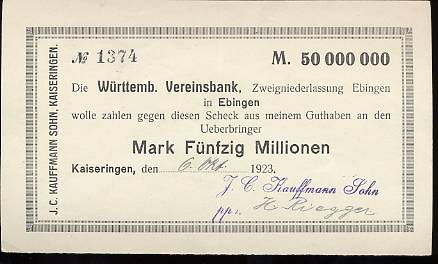 J. C. KAUFFMANN SOHN, KAISERINGEN.
№ 1374
M. 50 000 000
Die Württemb. Vereinsbank, Zweigniederlassung Ebingen
in Ebingen
wolle zahlen gegen diesen Scheck aus meinem Guthaben an den
Ueberbringer
Mark Fünfzig Millionen
Kaiseringen, den 6. Okt. 1923.
J. C. Kauffmann Sohn
ppa. H Riegger